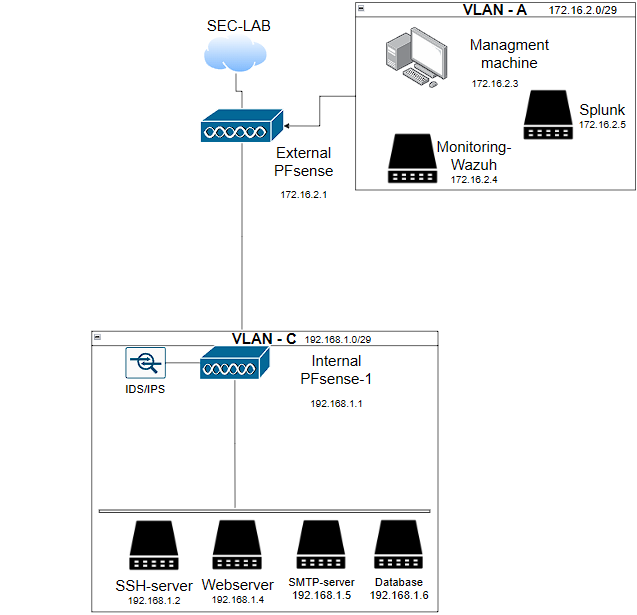 VLAN - A 172.16.2.0/29
SEC-LAB
Managment
machine
172.16.2.3
Splunk
172.16.2.5
Monitoring-
Wazuh
172.16.2.4
External
PFsense
172.16.2.1
VLAN - C 192.168.1.0/29
IDS/IPS
Internal
PFsense-1
192.168.1.1
SSH-server
192.168.1.2
Webserver
192.168.1.4
SMTP-server
192.168.1.5
Database
192.168.1.6